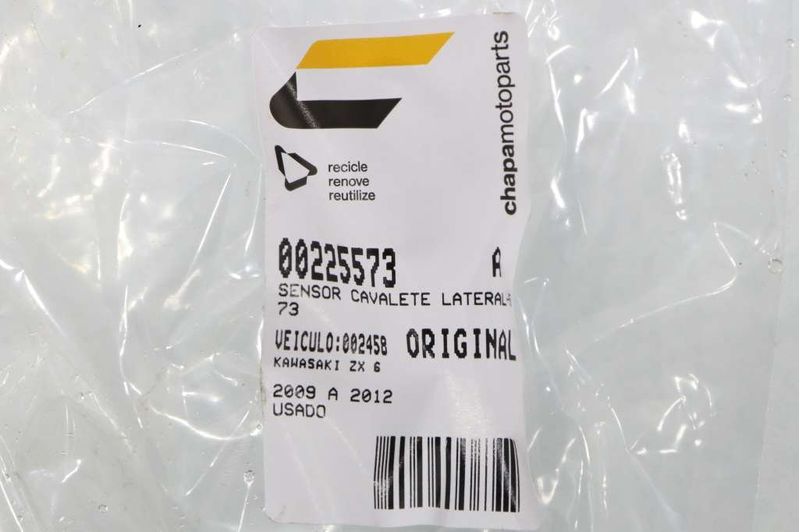 chapamotoparts
recicle
renove
reutilize
00225573 A
SENSOR CAVALETE LATERAL
73
VEICULO:002458 ORIGINAL
KAWASAKI ZX 6
2009 A 2012
USADO